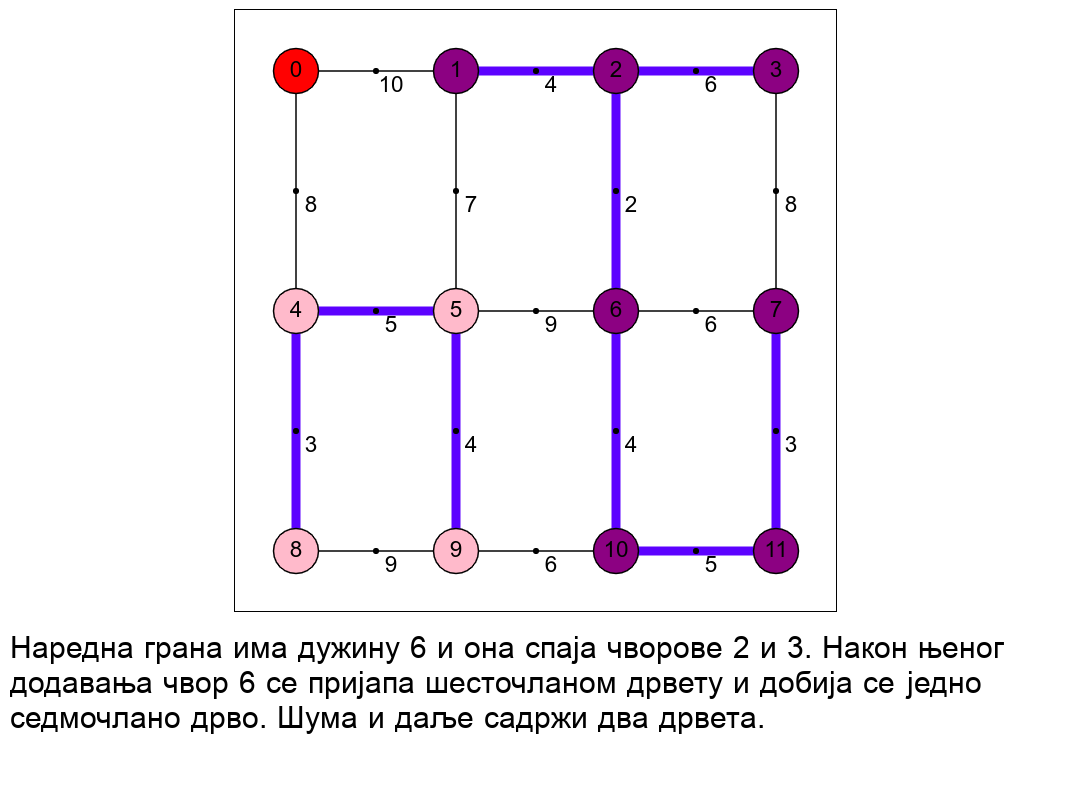 0 10 1 4 2 6 3
8 7 2 8
4 5 5 9 6 6 7
3 4 4 3
8 9 9 6 10 5 11
Наредна грана има дужину 6 и она спаја чворове 2 и 3. Након њеног
додавања чвор 6 се пријапа шесточланом дрвету и добија се једно
седмочлано дрво. Шума и даље садржи два дрвета.